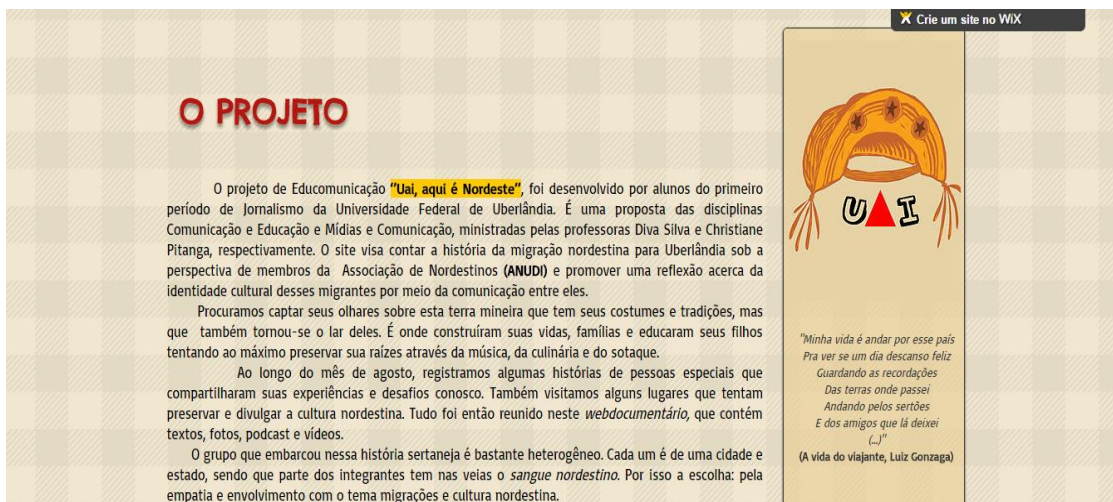 Crie um site no WiX
O PROJETO
O projeto de Educomunicação "Uai, aqui é Nordeste", foi desenvolvido por alunos do primeiro
período de Jornalismo da Universidade Federal de Uberlândia. É uma proposta das disciplinas
Comunicação e Educação e Mídias e Comunicação, ministradas pelas professoras Diva Silva e Christiane
Pitanga, respectivamente. O site visa contar a história da migração nordestina para Uberlândia sob a
perspectiva de membros da Associação de Nordestinos (ANUDI) e promover uma reflexão acerca da
identidade cultural desses migrantes por meio da comunicação entre eles.
Procuramos captar seus olhares sobre esta terra mineira que tem seus costumes e tradições, mas
que também tornou-se o lar deles. É onde construíram suas vidas, famílias e educaram seus filhos
tentando ao máximo preservar sua raízes através da música, da culinária e do sotaque.
Ao longo do mês de agosto, registramos algumas histórias de pessoas especiais que
compartilharam suas experiências e desafios conosco. Também visitamos alguns lugares que tentam
preservar e divulgar a cultura nordestina. Tudo foi então reunido neste webdocumentário, que contém
textos, fotos, podcast e vídeos.
O grupo que embarcou nessa história sertaneja é bastante heterogêneo. Cada um é de uma cidade e
estado, sendo que parte dos integrantes tem nas veias o sangue nordestino. Por isso a escolha: pela
empatia e envolvimento com o tema migrações e cultura nordestina.
UAI
"Minha vida é andar por esse país
Pra ver se um dia descanso feliz
Guardando as recordações
Das terras onde passei
Andando pelos sertões
E dos amigos que lá deixei
(...)"
(A vida do viajante, Luiz Gonzaga)